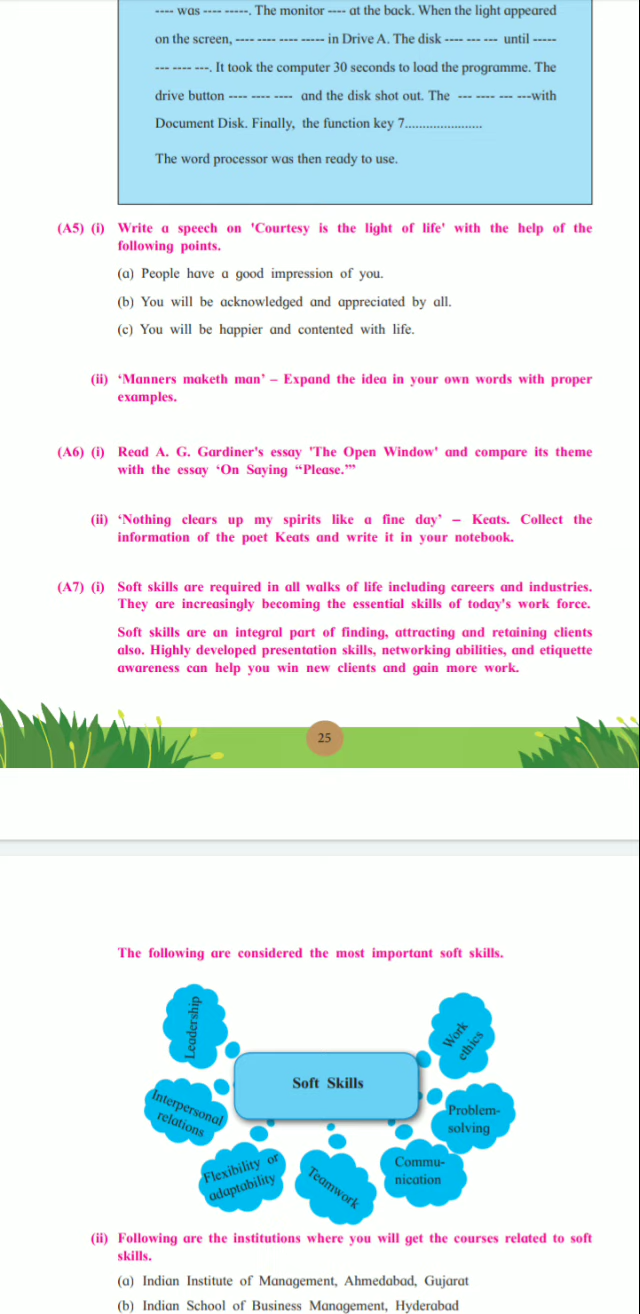 ---- was ---- -----. The monitor ---- at the back. When the light appeared
on the screen, ---- ---- ---- ----- in Drive A. The disk ---- --- --- until -----
--- ---- ---. It took the computer 30 seconds to load the programme. The
drive button ---- ---- ---- and the disk shot out. The --- ---- --- ---with
Document Disk. Finally, the function key 7......................
The word processor was then ready to use.
(A5) (i) Write a speech on 'Courtesy is the light of life' with the help of the
following points.
(a) People have a good impression of you.
(b) You will be acknowledged and appreciated by all.
(c) You will be happier and contented with life.
(ii) ‘Manners maketh man’ – Expand the idea in your own words with proper
examples.
(A6) (i) Read A. G. Gardiner's essay 'The Open Window' and compare its theme
with the essay ‘On Saying “Please.”’
(ii) ‘Nothing clears up my spirits like a fine day’ – Keats. Collect the
information of the poet Keats and write it in your notebook.
(A7) (i) Soft skills are required in all walks of life including careers and industries.
They are increasingly becoming the essential skills of today's work force.
Soft skills are an integral part of finding, attracting and retaining clients
also. Highly developed presentation skills, networking abilities, and etiquette
awareness can help you win new clients and gain more work.
25
The following are considered the most important soft skills.
Leadership
Work
ethics
Soft Skills
Interpersonal
relations
Problem-
solving
Flexibility or
adaptability
Teamwork
Commu-
nication
(ii) Following are the institutions where you will get the courses related to soft
skills.
(a) Indian Institute of Management, Ahmedabad, Gujarat
(b) Indian School of Business Management, Hyderabad